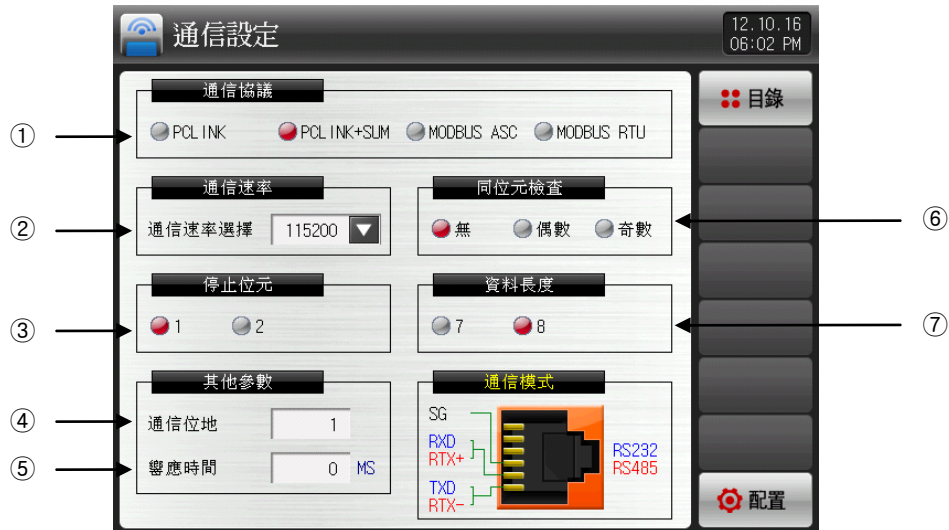 通信設定
12.10.16
06:02 PM
通信協議
① PCLINK PCLINK+SUM MODBUS ASC MODBUS RTU
目錄
通信速率
② 通信速率選擇 115200
同位元檢查
無 偶數 奇數 ⑥
停止位元
③ 1 2
資料長度
7 8 ⑦
其他參數
④ 通信位地 1
⑤ 響應時間 0 MS
通信模式
SG
RXD
RTX+
TXD
RTX-
RS232
RS485
配置